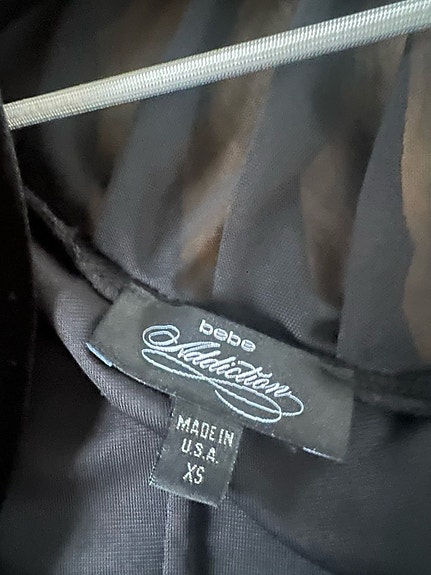 bebe
Addiction
MADE IN
U.S.A.
XS